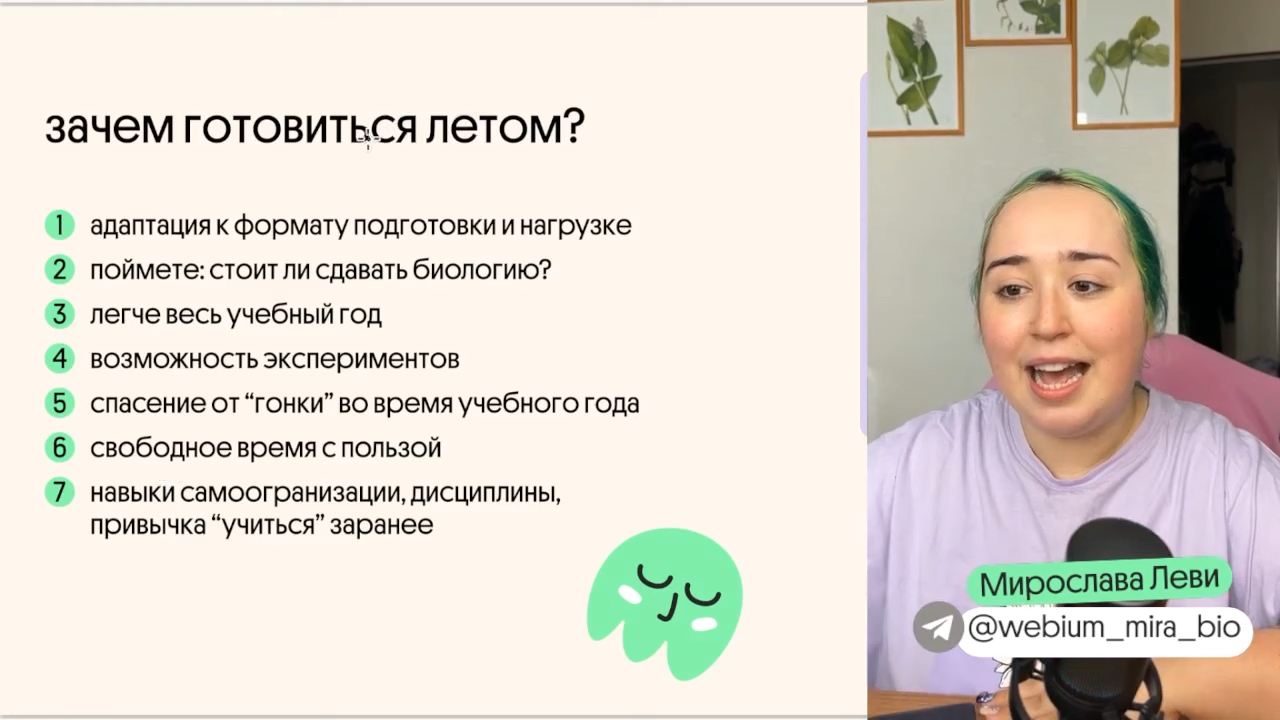 зачем готовиться летом?
1 адаптация к формату подготовки и нагрузке
2 поймете: стоит ли сдавать биологию?
3 легче весь учебный год
4 возможность экспериментов
5 спасение от “гонки” во время учебного года
6 свободное время с пользой
7 навыки самоогранизации, дисциплины,
привычка “учиться” заранее
Мирослава Леви
@webium_mira_bio